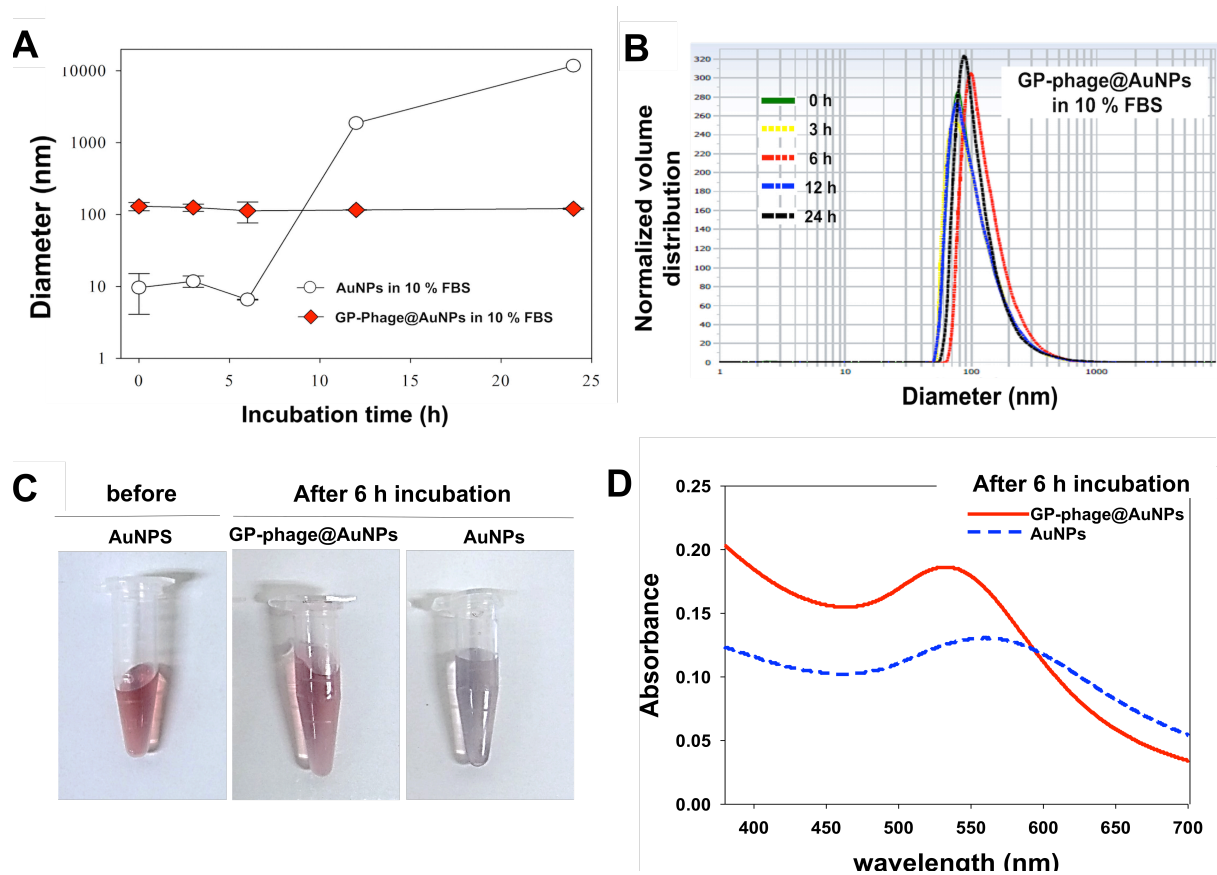 A
10000
1000
100
10
1
Diameter (nm)
AuNPs in 10 % FBS
GP-Phage@AuNPs in 10 % FBS
0 5 10 15 20 25
Incubation time (h)
B
Normalized volume
distribution
320
300
280
260
240
220
200
180
160
140
120
100
80
60
40
20
0
0 h
3 h
6 h
12 h
24 h
GP-phage@AuNPs
in 10 % FBS
1 10 100 1000
Diameter (nm)
C
before
After 6 h incubation
AuNPS
GP-phage@AuNPs
AuNPs
D
Absorbance
0.25
0.20
0.15
0.10
0.05
0.00
After 6 h incubation
GP-phage@AuNPs
AuNPs
400 450 500 550 600 650 700
wavelength (nm)